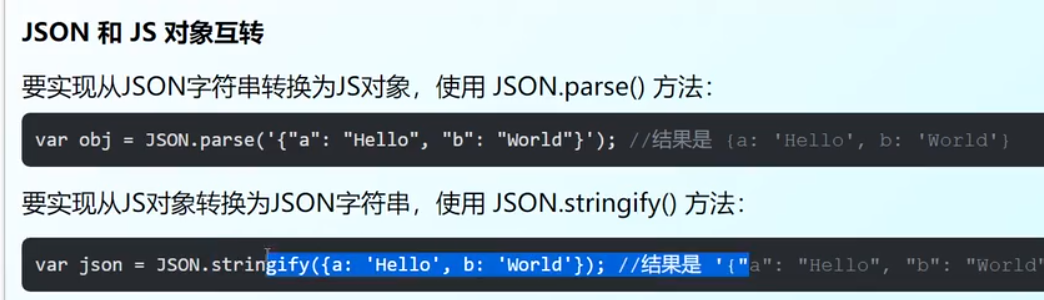 JSON 和 JS 对象互转
要实现从JSON字符串转换为JS对象，使用 JSON.parse() 方法：
var obj = JSON.parse('{"a": "Hello", "b": "World"}'); //结果是 {a: 'Hello', b: 'World'}
要实现从JS对象转换为JSON字符串，使用 JSON.stringify() 方法：
var json = JSON.stringify({a: 'Hello', b: 'World'}); //结果是 '{"a": "Hello", "b": "World"